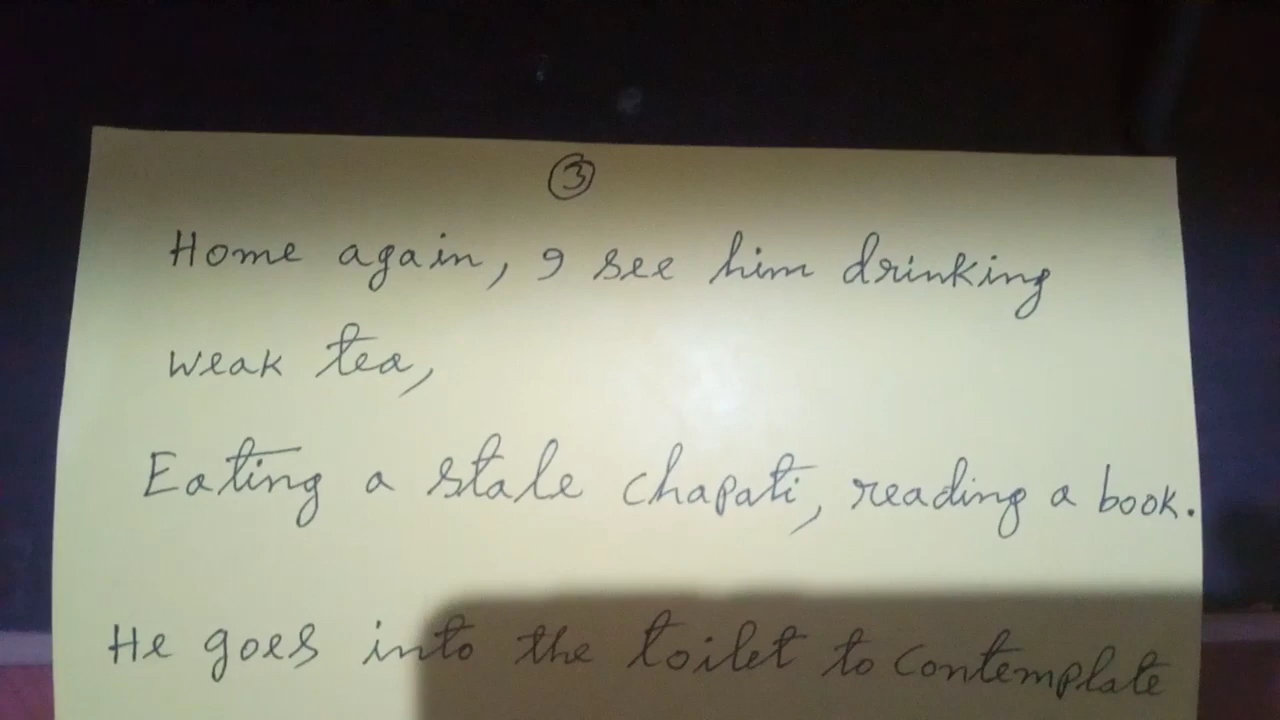 3
Home again, I see him drinking
weak tea,
Eating a stale chapati, reading a book.
He goes into the toilet to contemplate